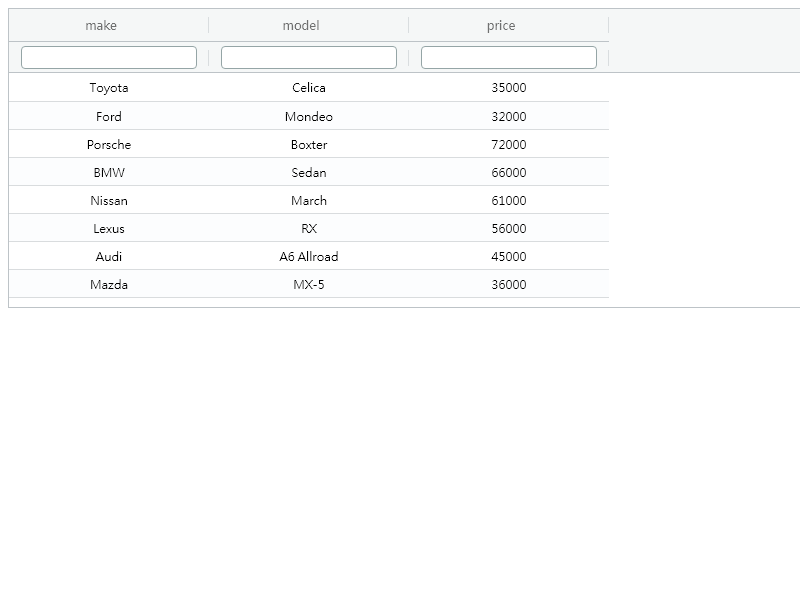 make model price
Toyota Celica 35000
Ford Mondeo 32000
Porsche Boxter 72000
BMW Sedan 66000
Nissan March 61000
Lexus RX 56000
Audi A6 Allroad 45000
Mazda MX-5 36000